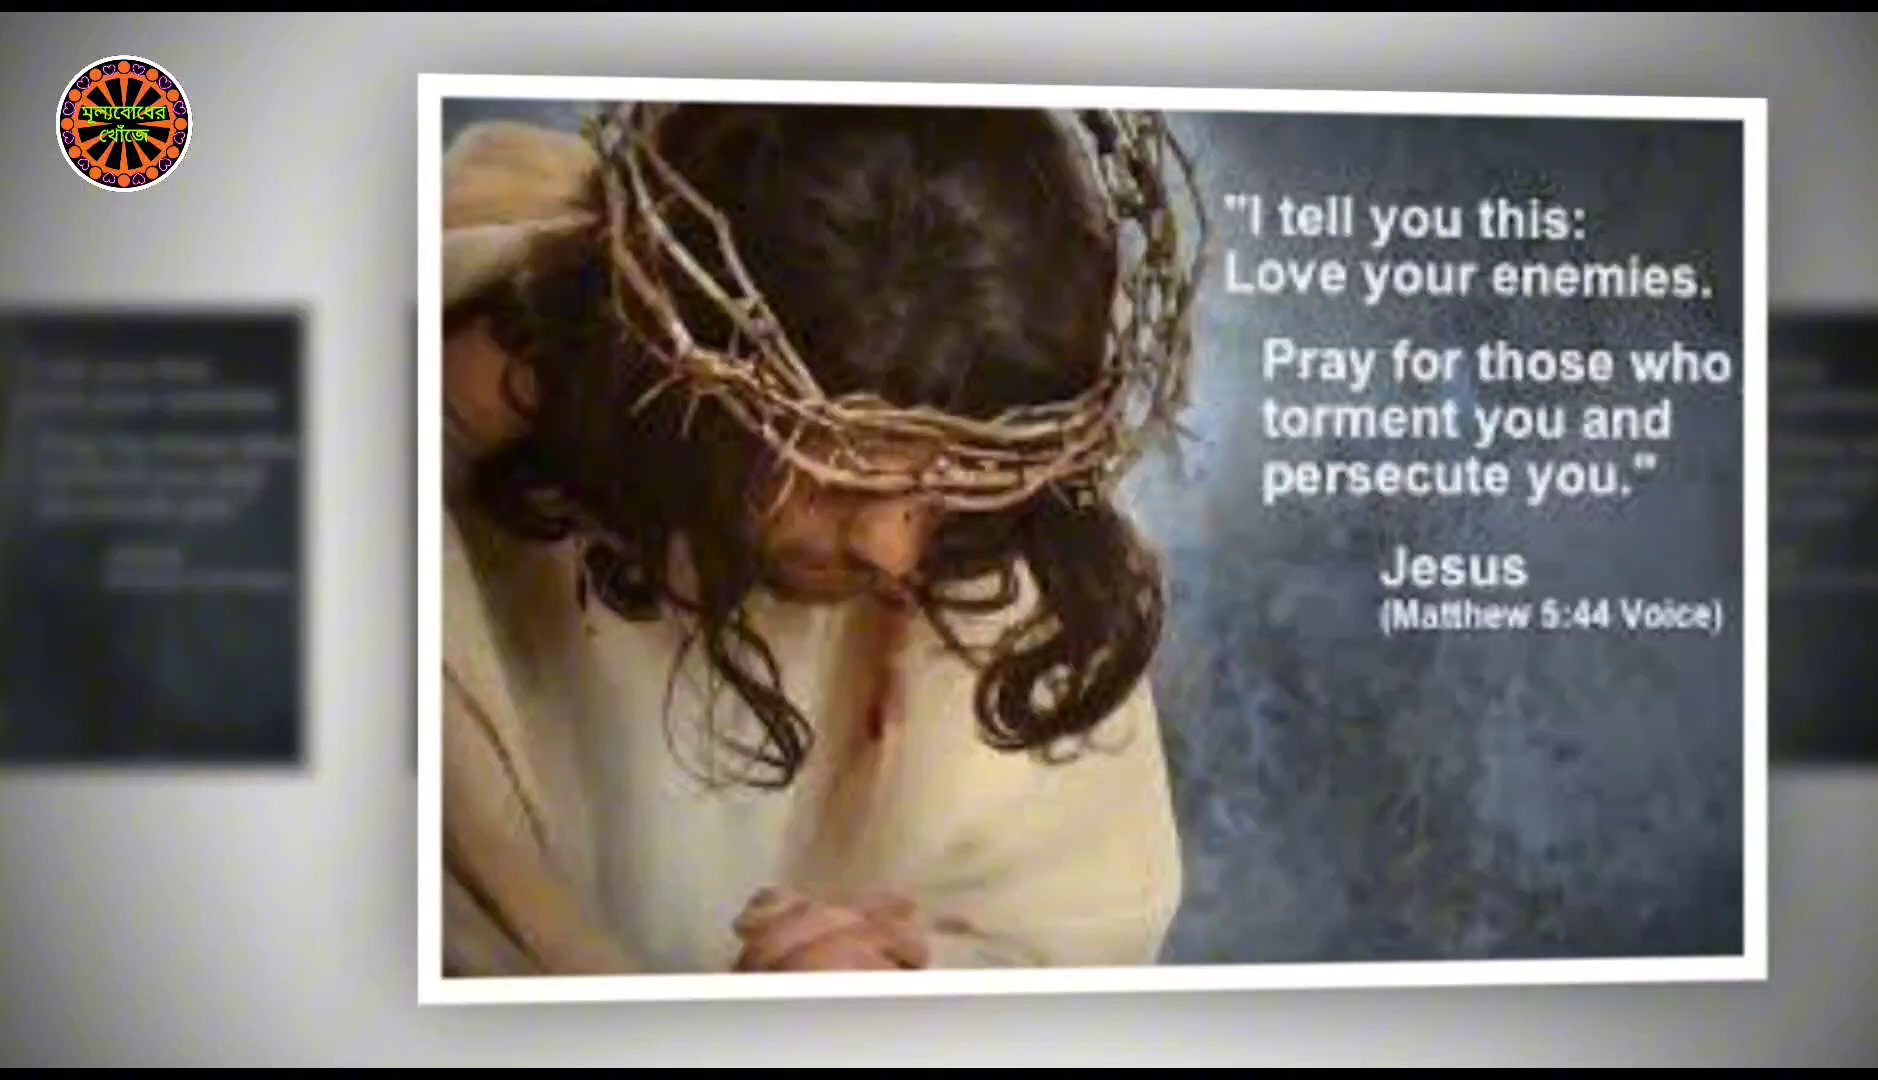 মূল্যবোধের
খোঁজে
"I tell you this:
Love your enemies.
Pray for those who
torment you and
persecute you."
Jesus
(Matthew 5:44 Voice)